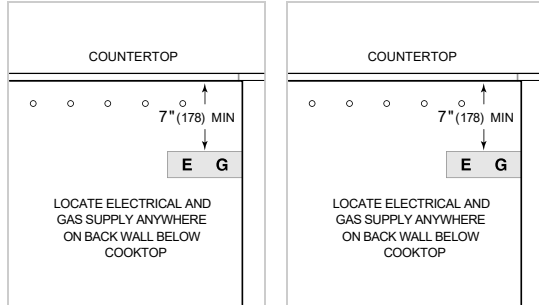 COUNTERTOP
7" (178) MIN
E G
LOCATE ELECTRICAL AND
GAS SUPPLY ANYWHERE
ON BACK WALL BELOW
COOKTOP
COUNTERTOP
7" (178) MIN
E G
LOCATE ELECTRICAL AND
GAS SUPPLY ANYWHERE
ON BACK WALL BELOW
COOKTOP